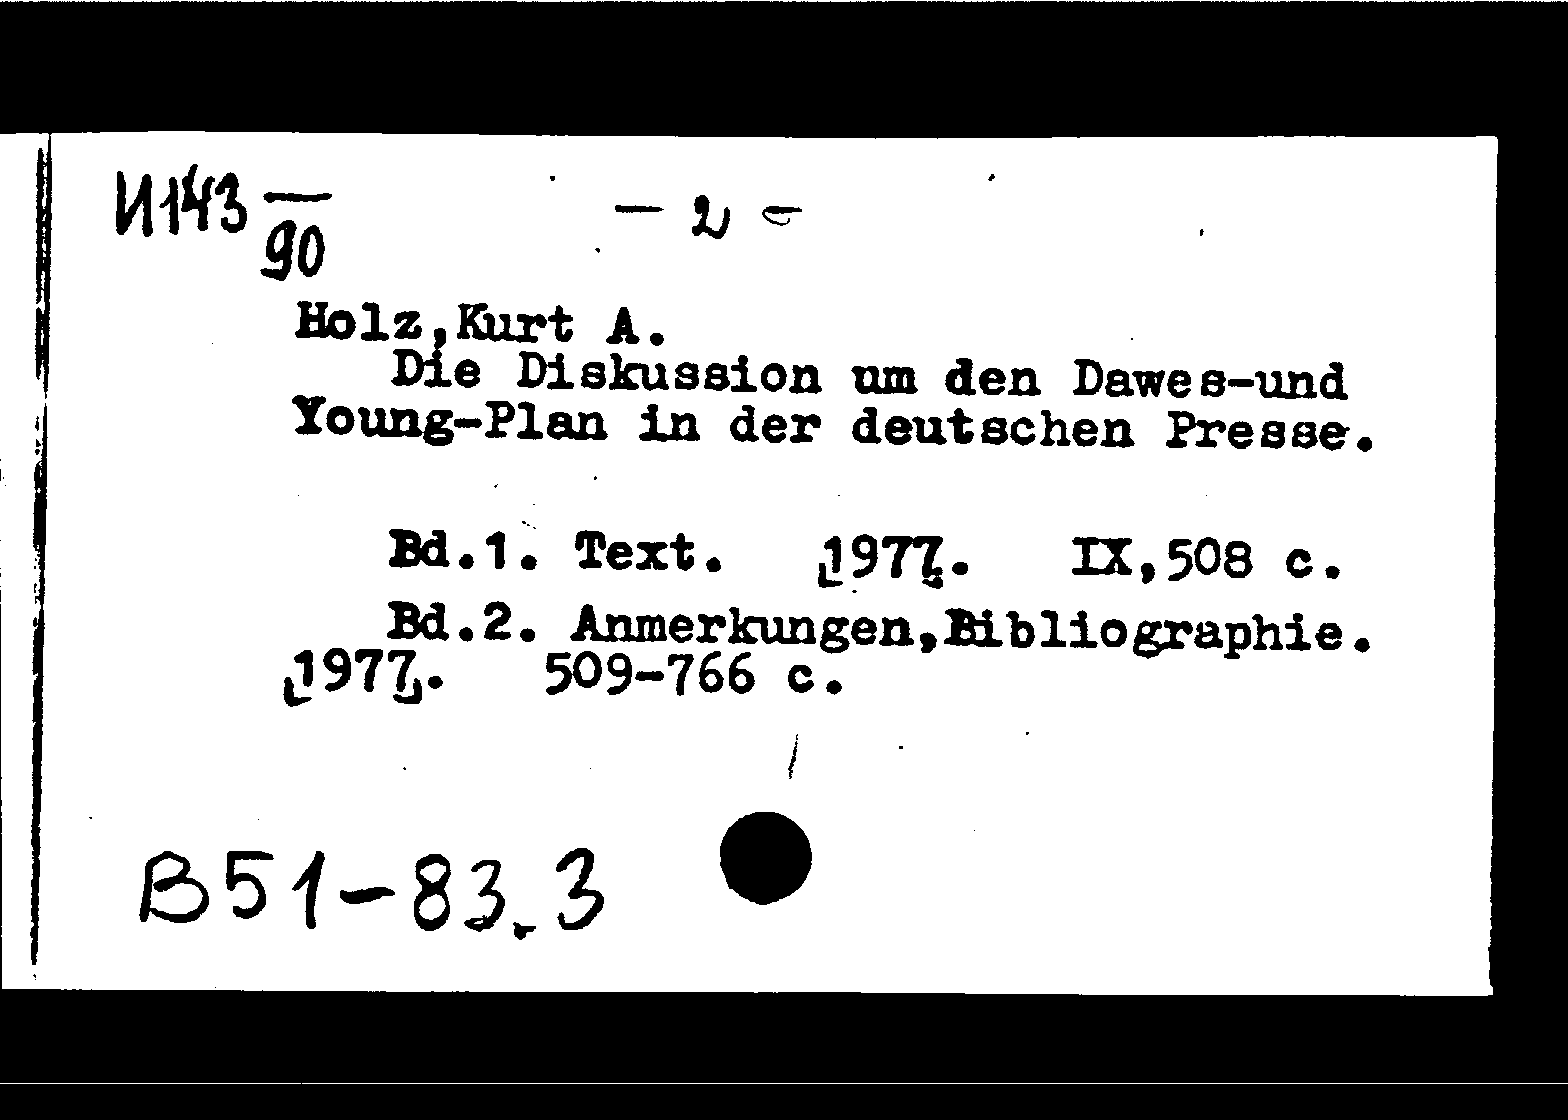 И143 —
90
— 2 —
Holz,Kurt A.
Die Diskussion um den Dawes-und
Young-Plan in der deutschen Presse.
Bd.1. Text. [1977]. IX,508 c.
Bd.2. Anmerkungen,Bibliographie.
[1977]. 509-766 c.
B51-83.3